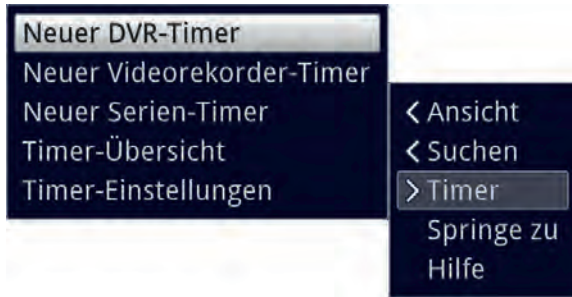 Neuer DVR-Timer
Neuer Videorekorder-Timer
Neuer Serien-Timer
Timer-Übersicht
Timer-Einstellungen
< Ansicht
< Suchen
> Timer
Springe zu
Hilfe